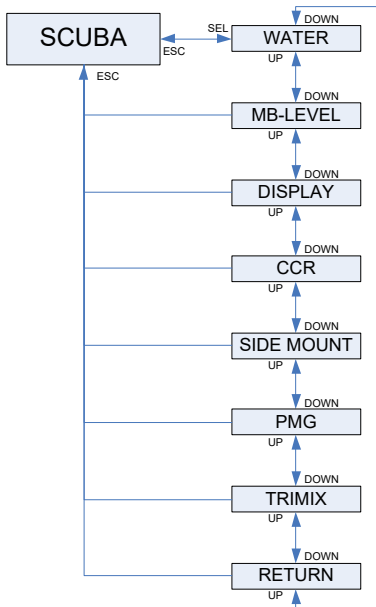 DOWN
SCUBA
SEL
ESC
WATER
ESC
UP
DOWN
MB-LEVEL
UP
DOWN
DISPLAY
UP
DOWN
CCR
UP
DOWN
SIDE MOUNT
UP
DOWN
PMG
UP
DOWN
TRIMIX
UP
DOWN
RETURN
UP